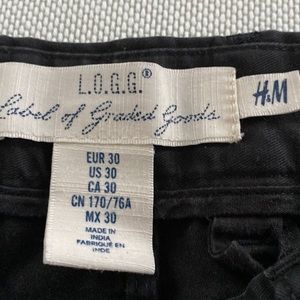 L.O.G.G.®
Label of Graded Goods
H&M
EUR 30
US 30
CA 30
CN 170/76A
MX 30
MADE IN
INDIA
FABRIQUÉ EN
INDE